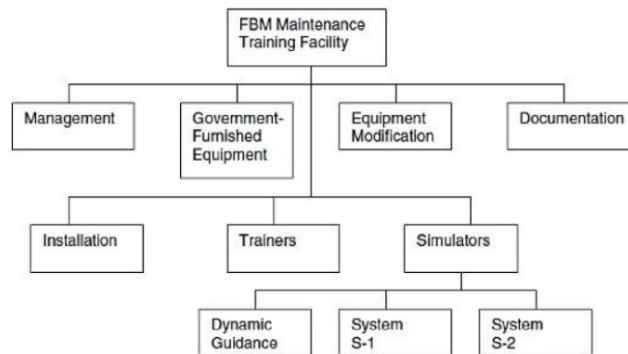 FBM Maintenance
Training Facility
Management
Government-
Furnished
Equipment
Equipment
Modification
Documentation
Installation
Trainers
Simulators
Dynamic
Guidance
System
S-1
System
S-2